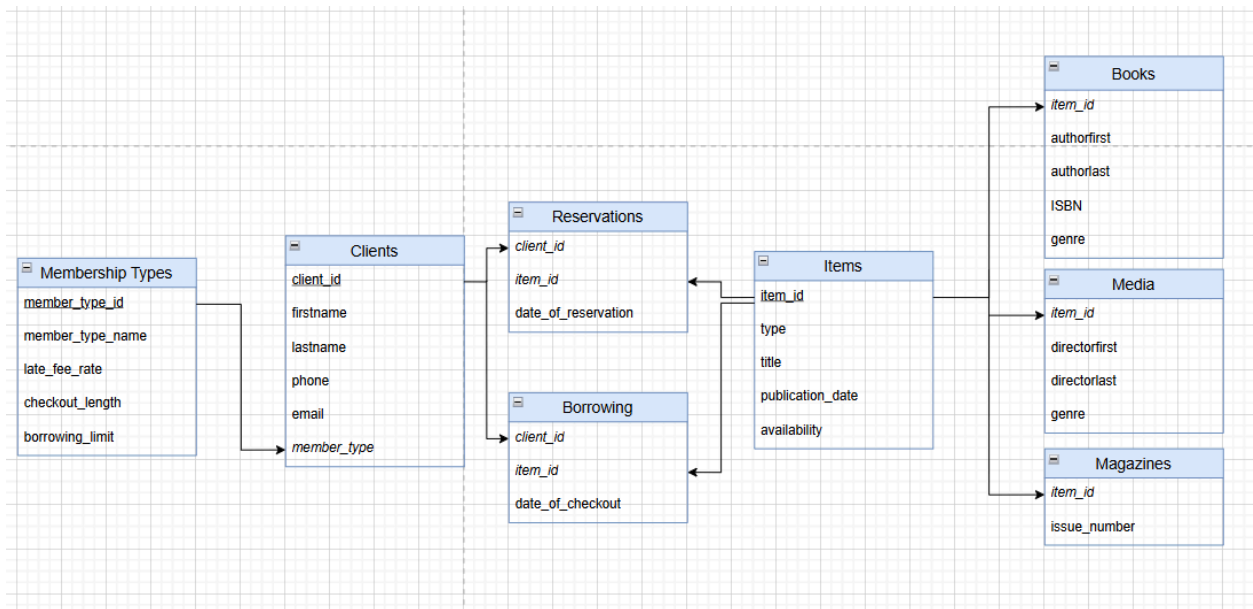 Membership Types
member_type_id
member_type_name
late_fee_rate
checkout_length
borrowing_limit
Clients
client_id
firstname
lastname
phone
email
member_type
Reservations
client_id
item_id
date_of_reservation
Borrowing
client_id
item_id
date_of_checkout
Items
item_id
type
title
publication_date
availability
Books
item_id
authorfirst
authorlast
ISBN
genre
Media
item_id
directorfirst
directorlast
genre
Magazines
item_id
issue_number